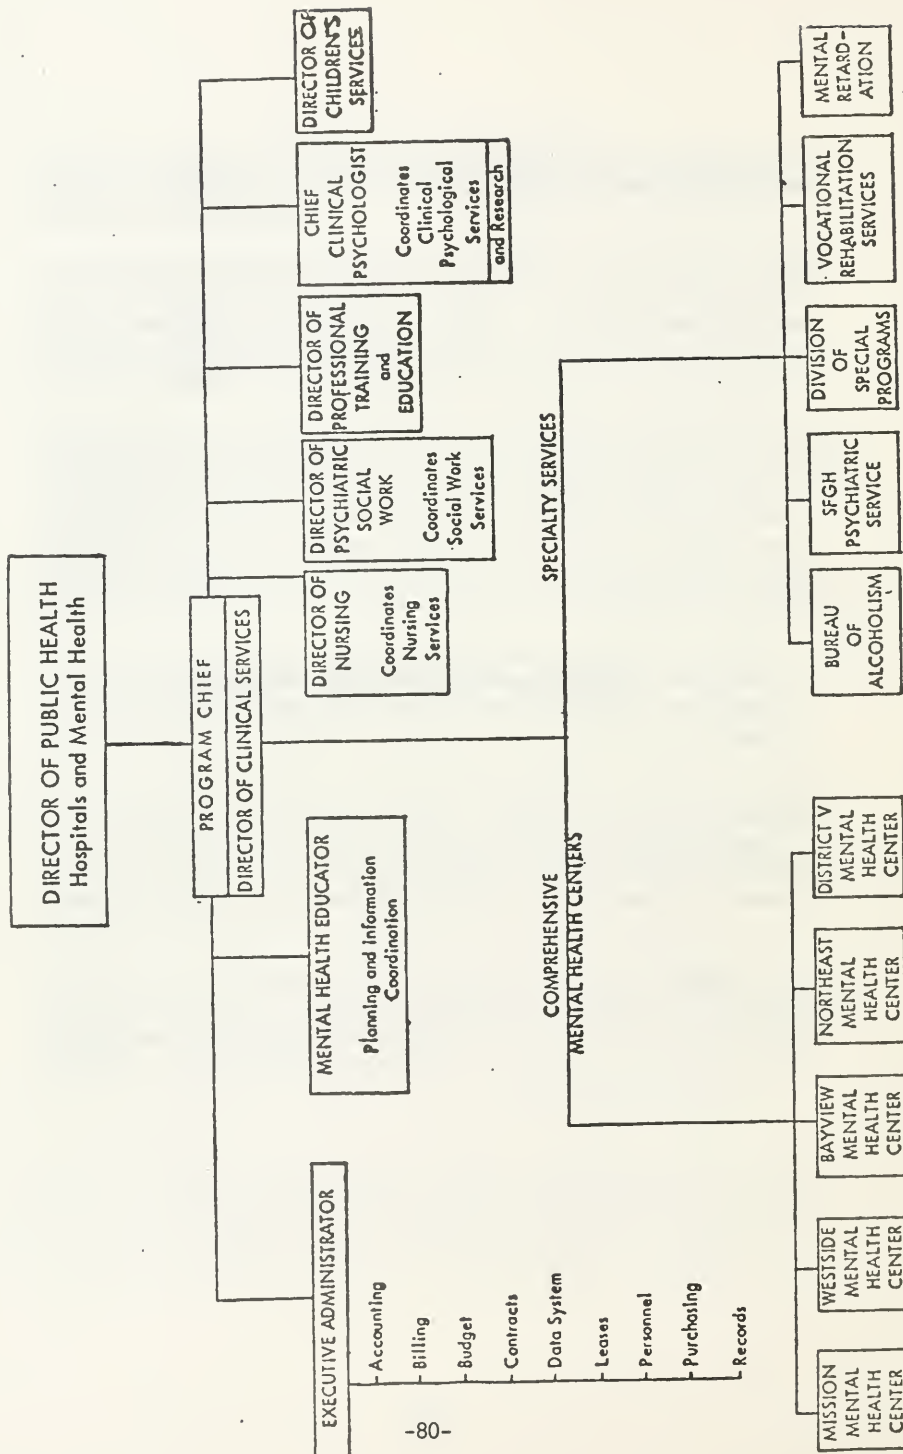 DIRECTOR OF PUBLIC HEALTH
Hospitals and Mental Health
PROGRAM CHIEF
DIRECTOR OF CLINICAL SERVICES
EXECUTIVE ADMINISTRATOR
Accounting
Billing
Budget
Contracts
Data System
Leases
Personnel
Purchasing
Records
MENTAL HEALTH EDUCATOR
Planning and Information
Coordination
DIRECTOR OF
NURSING
Coordinates
Nursing
Services
DIRECTOR OF
PSYCHIATRIC
SOCIAL
WORK
Coordinates
Social Work
Services
DIRECTOR OF
PROFESSIONAL
TRAINING
and
EDUCATION
CHIEF
CLINICAL
PSYCHOLOGIST
Coordinates
Clinical
Psychological
Services
and Research
DIRECTOR OF
CHILDREN'S
SERVICES
COMPREHENSIVE
MENTAL HEALTH CENTERS
SPECIALTY SERVICES
MISSION
MENTAL
HEALTH
CENTER
WESTSIDE
MENTAL
HEALTH
CENTER
BAYVIEW
MENTAL
HEALTH
CENTER
NORTHEAST
MENTAL
HEALTH
CENTER
DISTRICT V
MENTAL
HEALTH
CENTER
BUREAU
OF
ALCOHOLISM
SFGH
PSYCHIATRIC
SERVICE
DIVISION
OF
SPECIAL
PROGRAMS
VOCATIONAL
REHABILITATION
SERVICES
MENTAL
RETARD-
ATION
-80-